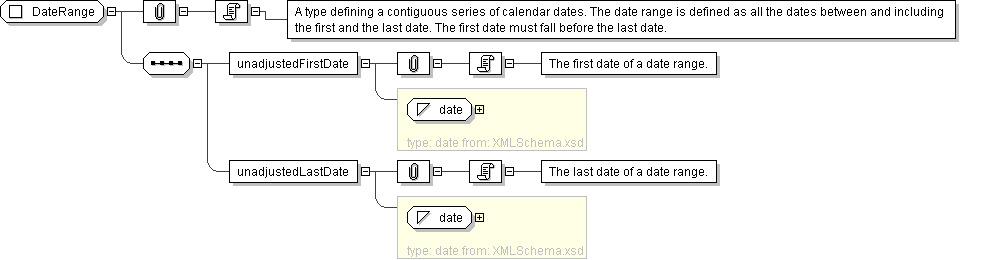 DateRange
A type defining a contiguous series of calendar dates. The date range is defined as all the dates between and including
the first and the last date. The first date must fall before the last date.
unadjustedFirstDate
The first date of a date range.
date
type: date from: XMLSchema.xsd
unadjustedLastDate
The last date of a date range.
date
type: date from: XMLSchema.xsd